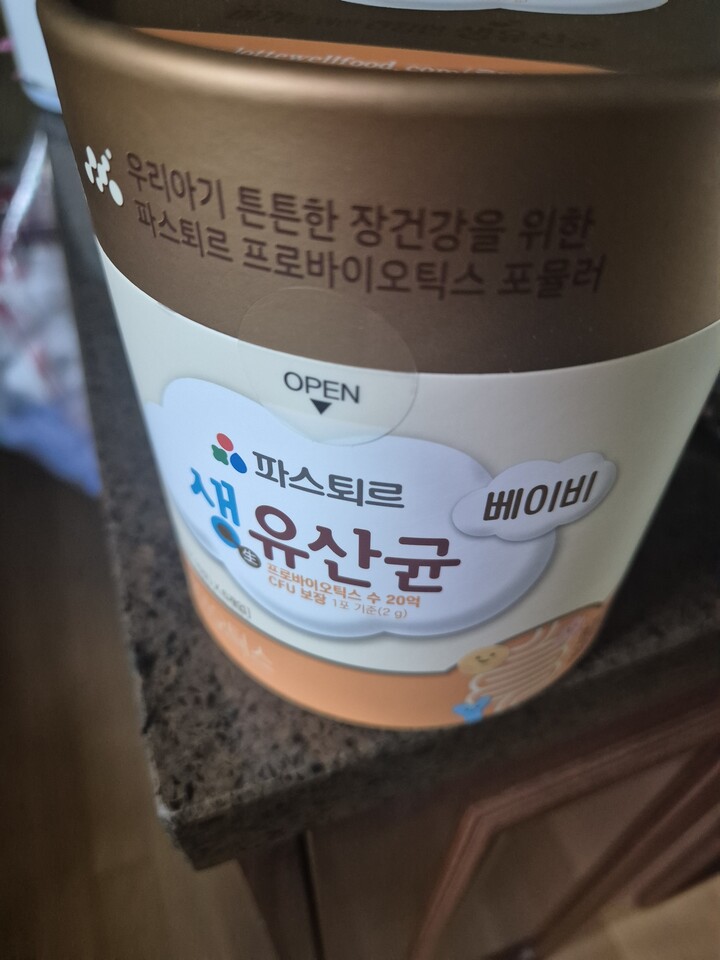 lottewellfood.com
우리아기 튼튼한 장건강을 위한
파스퇴르 프로바이오틱스 포뮬러
OPEN
파스퇴르
베이비
생유산균
生
프로바이오틱스 수 20억
CFU 보장 1포 기준(2 g)